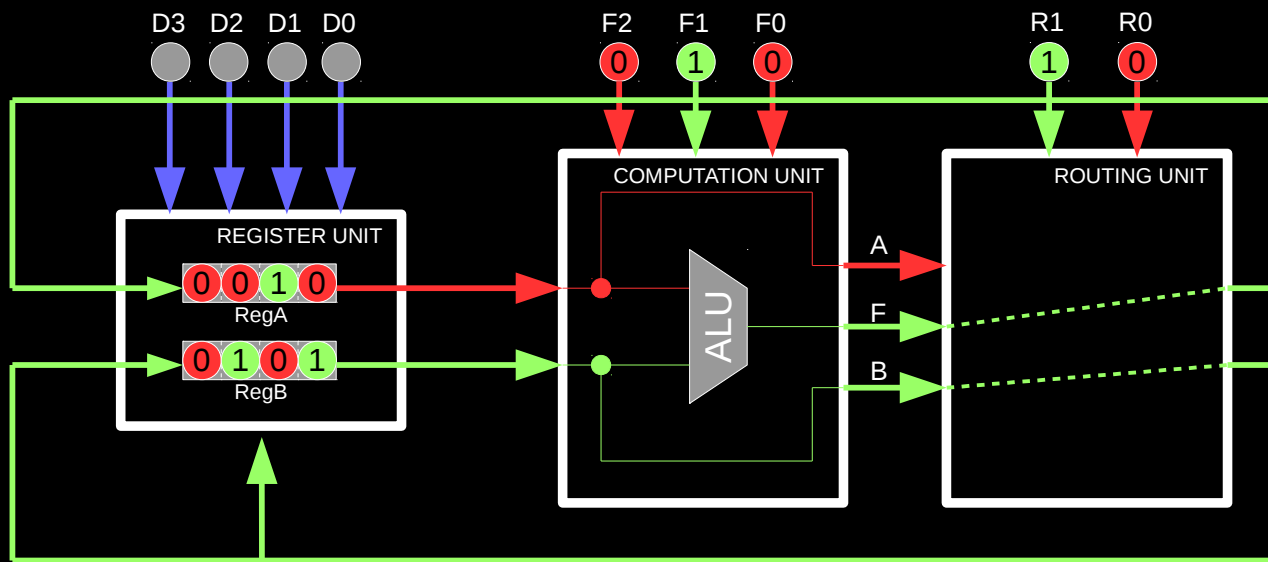 D3 D2 D1 D0 F2 F1 F0 R1 R0
0 1 0 1 0
REGISTER UNIT
COMPUTATION UNIT
ROUTING UNIT
0 0 1 0
RegA
0 1 0 1
RegB
ALU
A
F
B